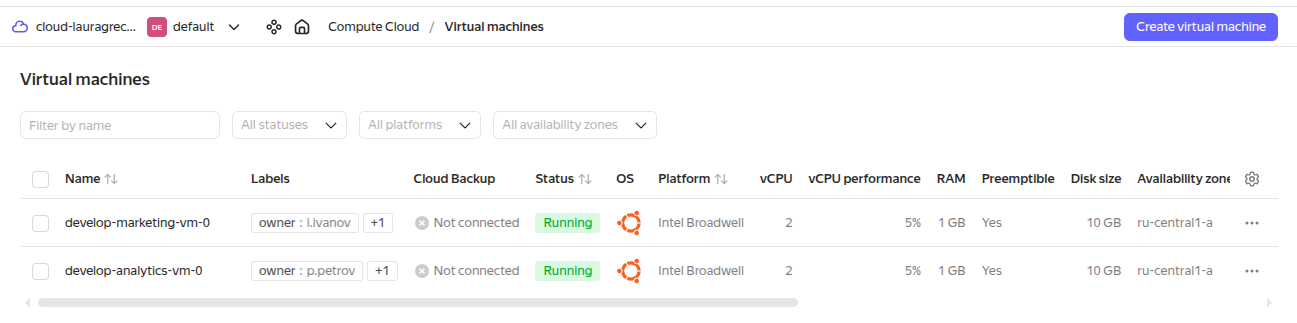 cloud-lauragrec... DE default Compute Cloud / Virtual machines Create virtual machine
Virtual machines
Filter by name All statuses All platforms All availability zones
Name Labels Cloud Backup Status OS Platform vCPU vCPU performance RAM Preemptible Disk size Availability zone
develop-marketing-vm-0 owner : i.ivanov +1 Not connected Running Intel Broadwell 2 5% 1 GB Yes 10 GB ru-central1-a
develop-analytics-vm-0 owner : p.petrov +1 Not connected Running Intel Broadwell 2 5% 1 GB Yes 10 GB ru-central1-a